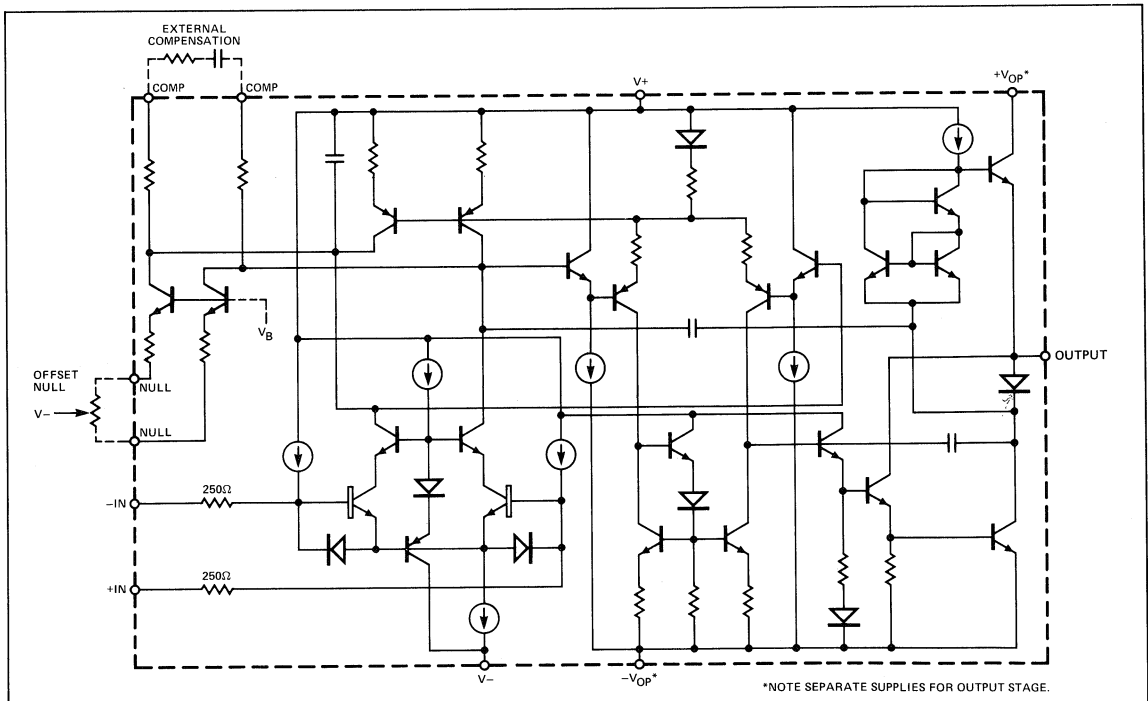 EXTERNAL
COMPENSATION
COMP
COMP
V+
+VOP*
VB
OFFSET
NULL
NULL
V–
NULL
OUTPUT
–IN
250Ω
+IN
250Ω
V–
–VOP*
*NOTE SEPARATE SUPPLIES FOR OUTPUT STAGE.